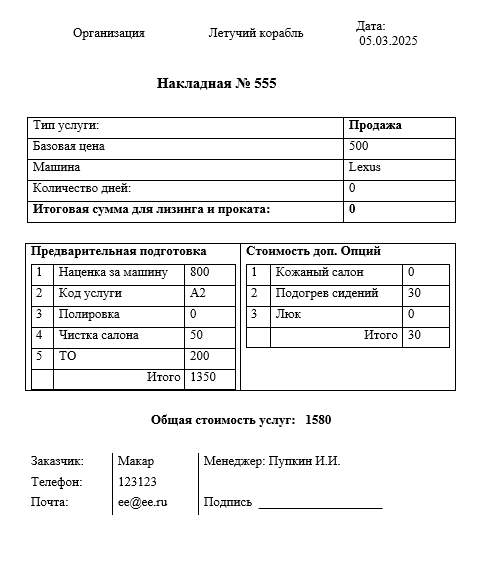 Организация Летучий корабль Дата:
05.03.2025
Накладная № 555
Тип услуги: Продажа
Базовая цена 500
Машина Lexus
Количество дней: 0
Итоговая сумма для лизинга и проката: 0
Предварительная подготовка
1 Наценка за машину 800
2 Код услуги А2
3 Полировка 0
4 Чистка салона 50
5 ТО 200
Итого 1350
Стоимость доп. Опций
1 Кожаный салон 0
2 Подогрев сидений 30
3 Люк 0
Итого 30
Общая стоимость услуг: 1580
Заказчик: Макар Менеджер: Пупкин И.И.
Телефон: 123123
Почта: ee@ee.ru Подпись ____________________